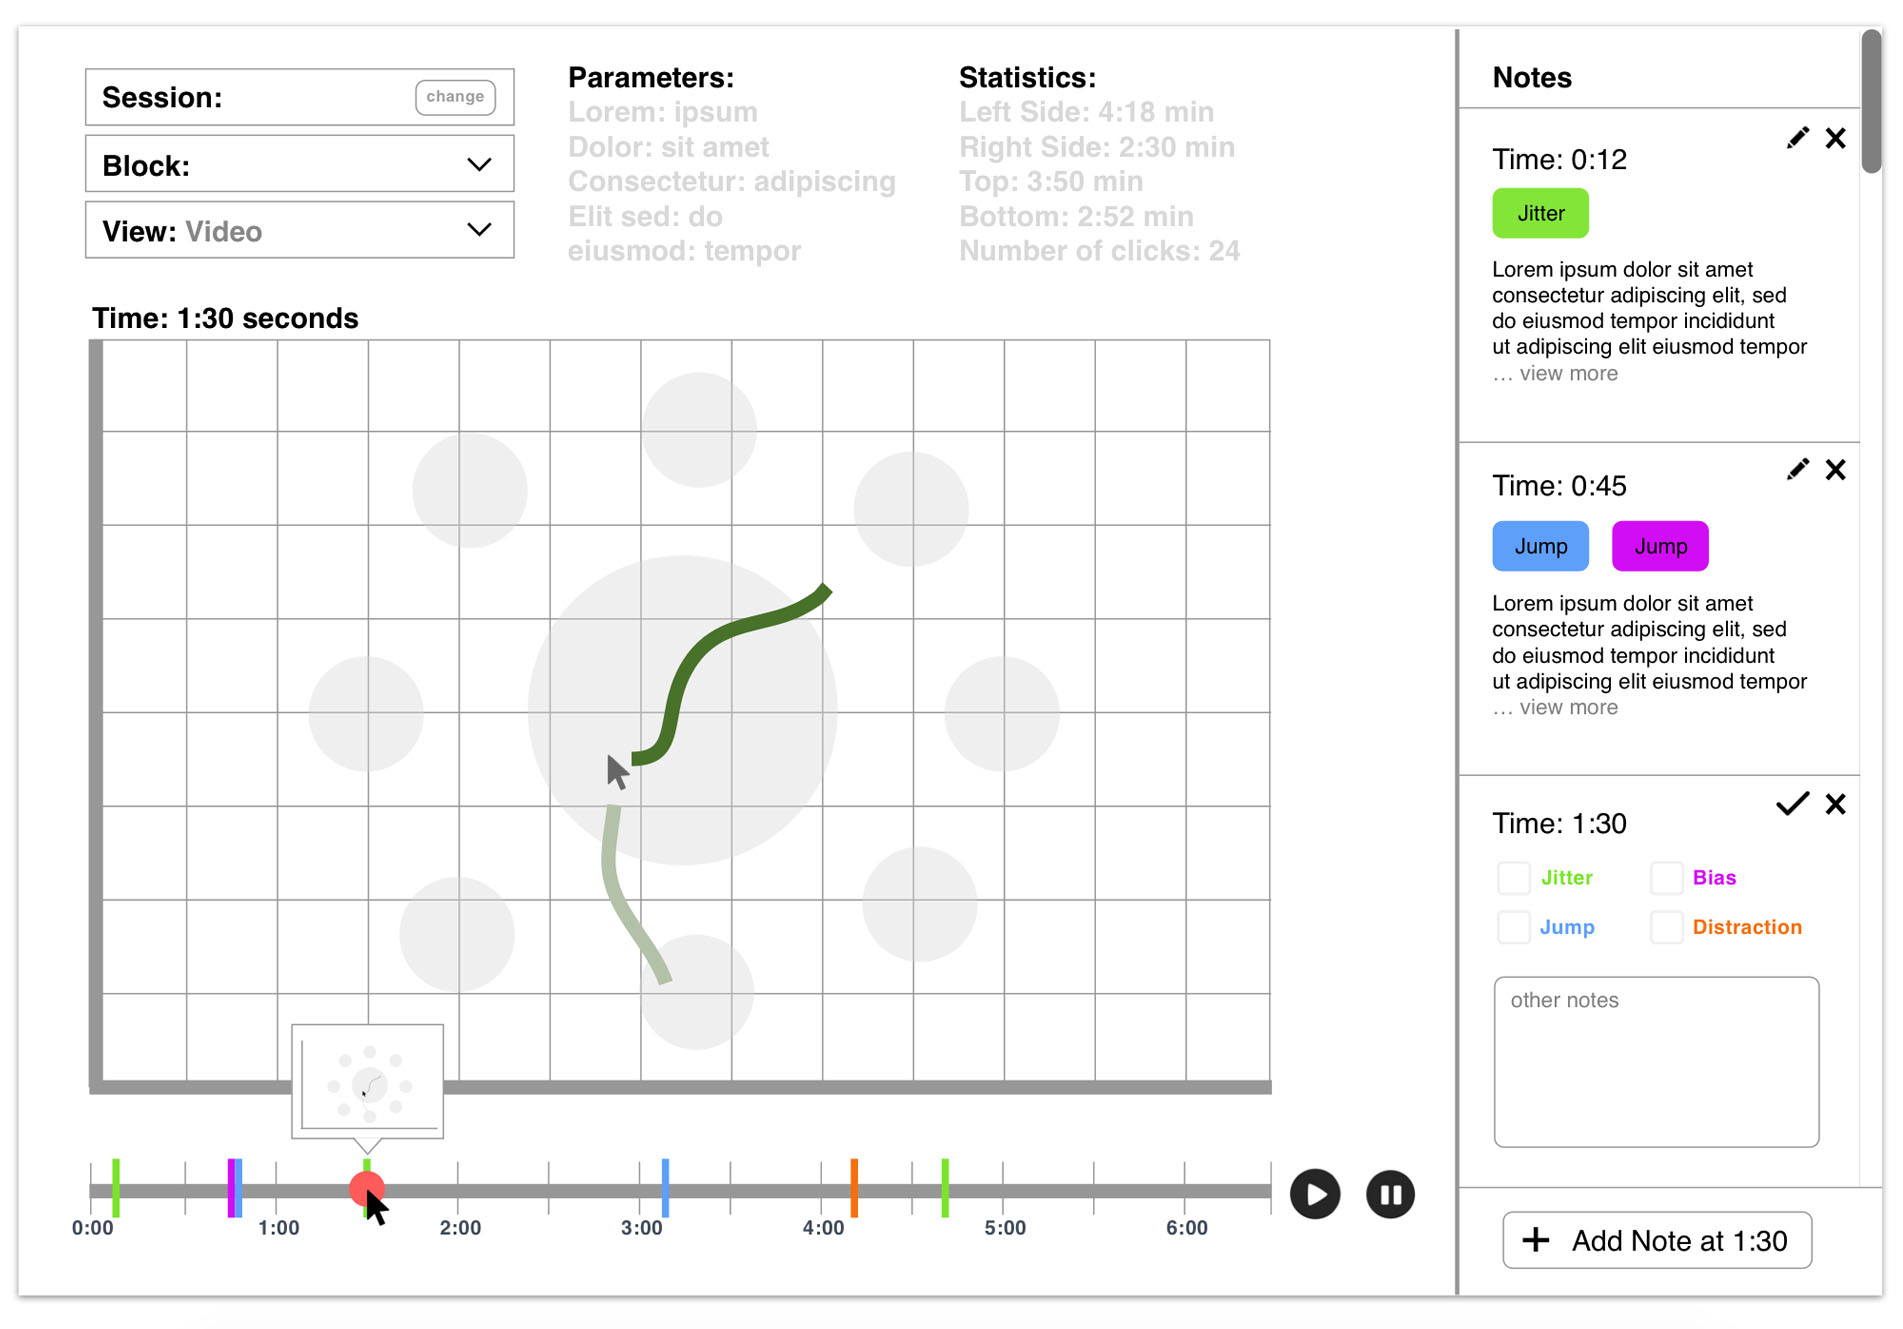 Session:
change
Block:
View: Video
Parameters:
Lorem: ipsum
Dolor: sit amet
Consectetur: adipiscing
Elit sed: do
eiusmod: tempor
Statistics:
Left Side: 4:18 min
Right Side: 2:30 min
Top: 3:50 min
Bottom: 2:52 min
Number of clicks: 24
Time: 1:30 seconds
0:00 1:00 2:00 3:00 4:00 5:00 6:00
Notes
Time: 0:12
Jitter
Lorem ipsum dolor sit amet
consectetur adipiscing elit, sed
do eiusmod tempor incididunt
ut adipiscing elit eiusmod tempor
... view more
Time: 0:45
Jump Jump
Lorem ipsum dolor sit amet
consectetur adipiscing elit, sed
do eiusmod tempor incididunt
ut adipiscing elit eiusmod tempor
... view more
Time: 1:30
Jitter Bias
Jump Distraction
other notes
Add Note at 1:30